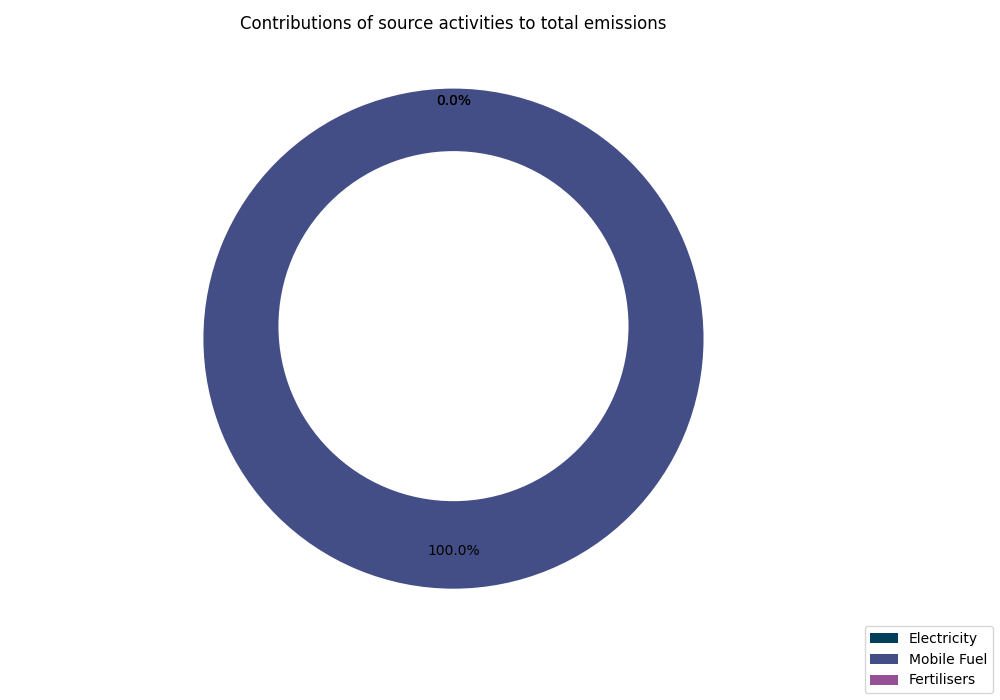 Contributions of source activities to total emissions
0.0%
100.0%
Electricity
Mobile Fuel
Fertilisers